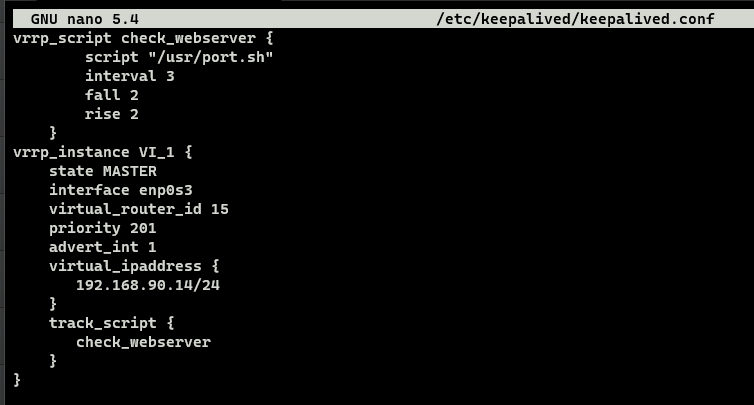 GNU nano 5.4 /etc/keepalived/keepalived.conf
vrrp_script check_webserver {
        script "/usr/port.sh"
        interval 3
        fall 2
        rise 2
    }
vrrp_instance VI_1 {
    state MASTER
    interface enp0s3
    virtual_router_id 15
    priority 201
    advert_int 1
    virtual_ipaddress {
       192.168.90.14/24
    }
    track_script {
       check_webserver
    }
}